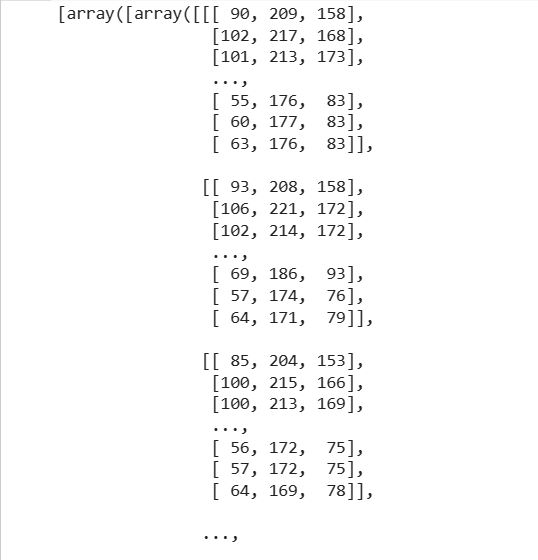 [array([array([[[ 90, 209, 158],
[102, 217, 168],
[101, 213, 173],
...,
[ 55, 176,  83],
[ 60, 177,  83],
[ 63, 176,  83]],
[[ 93, 208, 158],
[106, 221, 172],
[102, 214, 172],
...,
[ 69, 186,  93],
[ 57, 174,  76],
[ 64, 171,  79]],
[[ 85, 204, 153],
[100, 215, 166],
[100, 213, 169],
...,
[ 56, 172,  75],
[ 57, 172,  75],
[ 64, 169,  78]],
...,